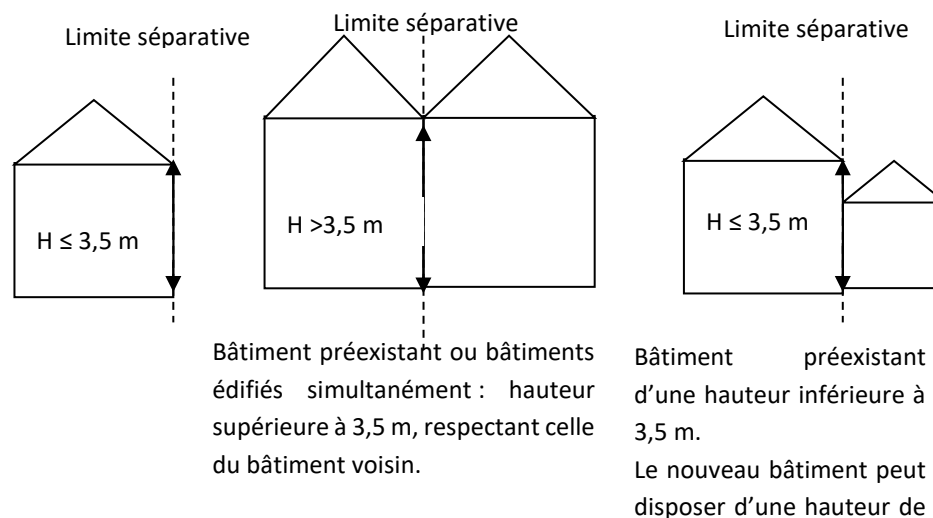 Limite séparative
Limite séparative
Limite séparative
H ≤ 3,5 m
H >3,5 m
H ≤ 3,5 m
Bâtiment préexistant ou bâtiments
édifiés simultanément : hauteur
supérieure à 3,5 m, respectant celle
du bâtiment voisin.
Bâtiment préexistant
d’une hauteur inférieure à
3,5 m.
Le nouveau bâtiment peut
disposer d’une hauteur de